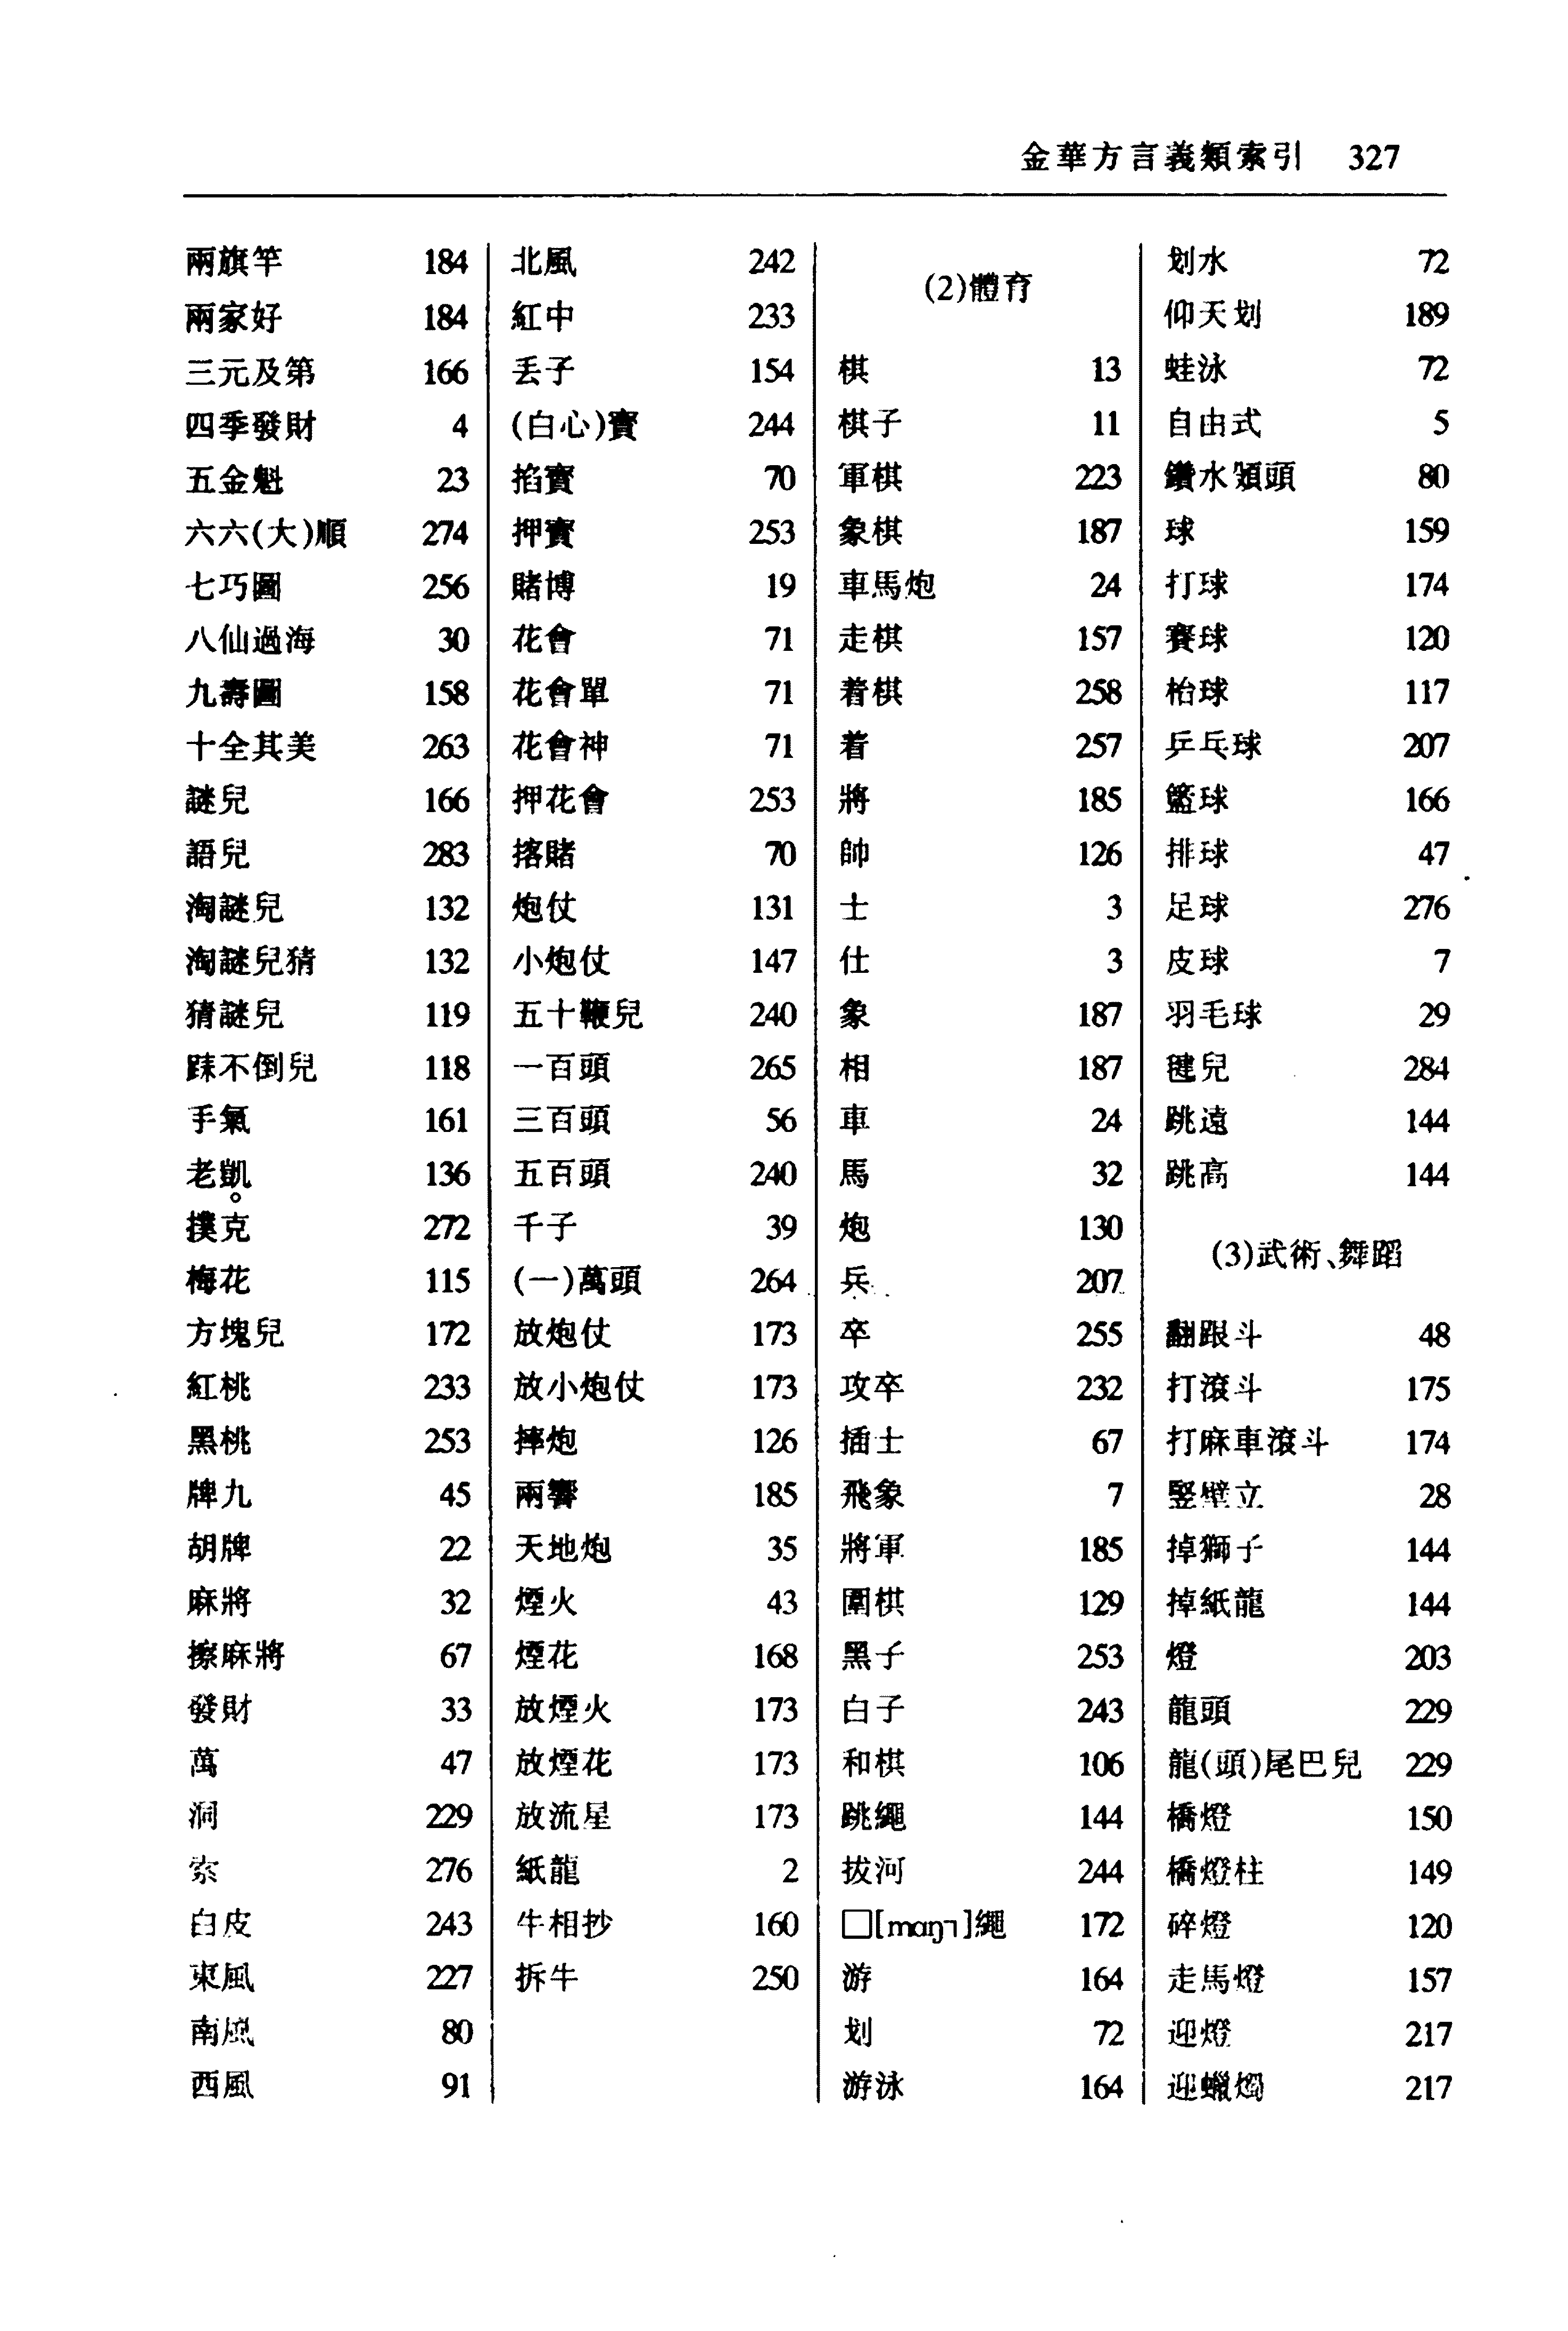 金華方言義類索引 327
兩旗竿 184
兩家好 184
三元及第 166
四季發財 4
五金魁 23
六六(大)順 274
七巧圖 256
八仙過海 30
九壽圖 158
十全其美 263
謎兒 166
語兒 283
淘謎兒 132
淘謎兒猜 132
猜謎兒 119
跌不倒兒 118
手氣 161
老凱 136
撲克 272
梅花 115
方塊兒 172
紅桃 233
黑桃 253
牌九 45
胡牌 22
麻將 32
擦麻將 67
發財 33
萬 47
洞 229
索 276
白皮 243
東風 227
南風 80
西風 91
北風 242
紅中 233
丟子 154
(白心)寶 244
掐寶 70
押寶 253
賭博 19
花會 71
花會單 71
花會神 71
押花會 253
揢賭 70
炮仗 131
小炮仗 147
五十鞭兒 240
一百頭 265
三百頭 56
五百頭 240
千子 39
(一)萬頭 264
放炮仗 173
放小炮仗 173
摔炮 126
兩響 185
天地炮 35
煙火 43
煙花 168
放煙火 173
放煙花 173
放流星 173
紙龍 2
牛相抄 160
拆牛 250
(2)體育
棋 13
棋子 11
軍棋 223
象棋 187
車馬炮 24
走棋 157
着棋 258
着 257
將 185
帥 126
士 3
仕 3
象 187
相 187
車 24
馬 32
炮 130
兵 207
卒 255
攻卒 232
插士 67
飛象 7
將軍 185
圍棋 129
黑子 253
白子 243
和棋 106
跳繩 144
拔河 244
□[mɑŋ˥]繩 172
游 164
划 72
游泳 164
划水 72
仰天划 189
蛙泳 72
自由式 5
鑽水頞頭 80
球 159
打球 174
賽球 120
枱球 117
乒乓球 207
籃球 166
排球 47
足球 276
皮球 7
羽毛球 29
毽兒 284
跳遠 144
跳高 144
(3)武術、舞蹈
翻跟斗 48
打滾斗 175
打麻車滾斗 174
竪壁立 28
掉獅子 144
掉紙龍 144
燈 203
龍頭 229
龍(頭)尾巴兒 229
橋燈 150
橋燈柱 149
碎燈 120
走馬燈 157
迎燈 217
迎蠟燭 217